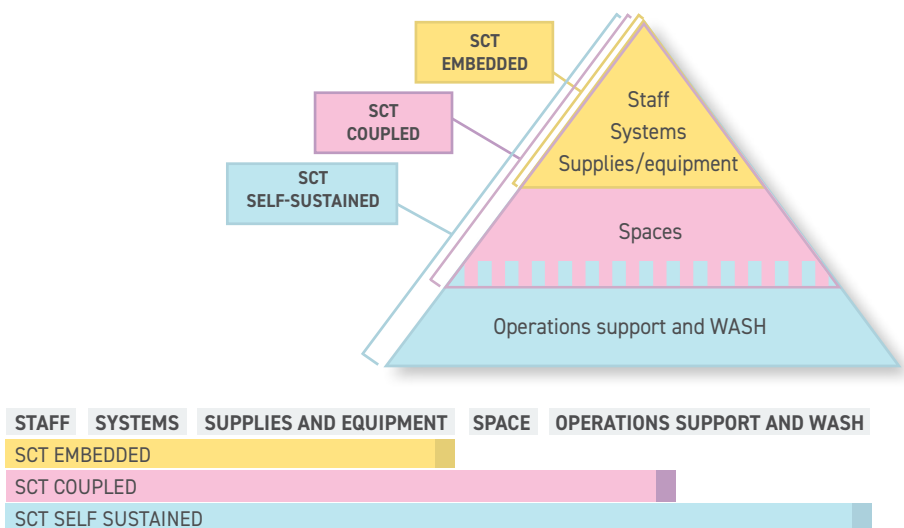 SCT
EMBEDDED
SCT
COUPLED
SCT
SELF-SUSTAINED
Staff
Systems
Supplies/equipment
Spaces
Operations support and WASH
STAFF SYSTEMS SUPPLIES AND EQUIPMENT SPACE OPERATIONS SUPPORT AND WASH
SCT EMBEDDED
SCT COUPLED
SCT SELF SUSTAINED